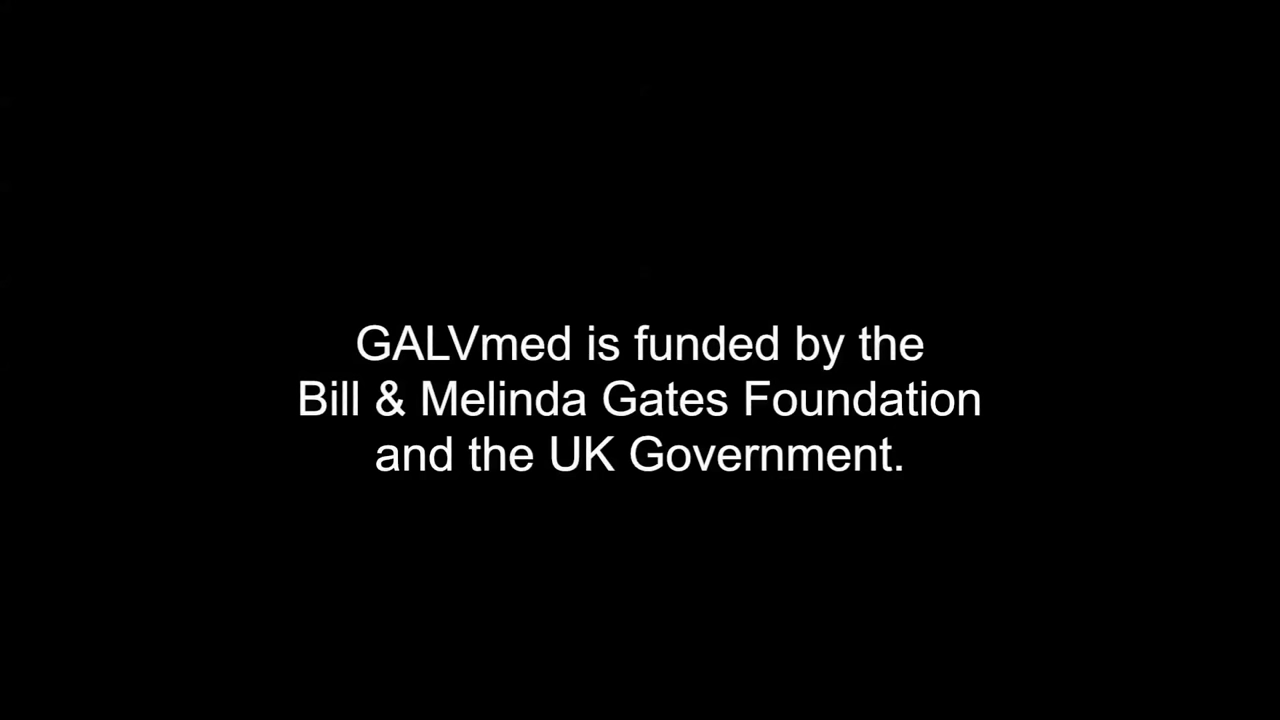 GALVmed is funded by the
Bill & Melinda Gates Foundation
and the UK Government.